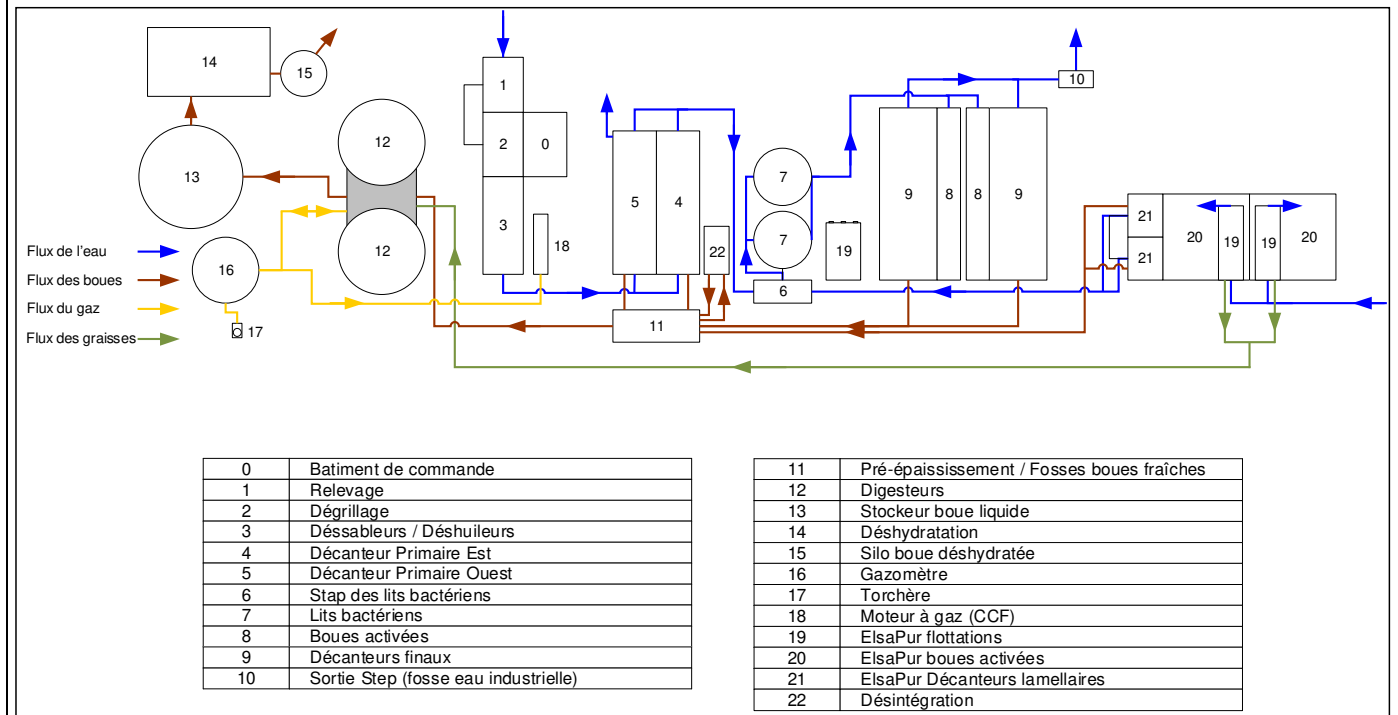 14
15
1
10
2
0
12
13
12
5
4
3
18
22
7
7
19
9
8
8
9
21
21
20
19
19
20
6
11
16
17
Flux de l'eau
Flux des boues
Flux du gaz
Flux des graisses
0 Batiment de commande
1 Relevage
2 Dégrillage
3 Déssableurs / Déshuileurs
4 Décanteur Primaire Est
5 Décanteur Primaire Ouest
6 Stap des lits bactériens
7 Lits bactériens
8 Boues activées
9 Décanteurs finaux
10 Sortie Step (fosse eau industrielle)
11 Pré-épaississement / Fosses boues fraîches
12 Digesteurs
13 Stockeur boue liquide
14 Déshydratation
15 Silo boue déshydratée
16 Gazomètre
17 Torchère
18 Moteur à gaz (CCF)
19 ElsaPur flottations
20 ElsaPur boues activées
21 ElsaPur Décanteurs lamellaires
22 Désintégration